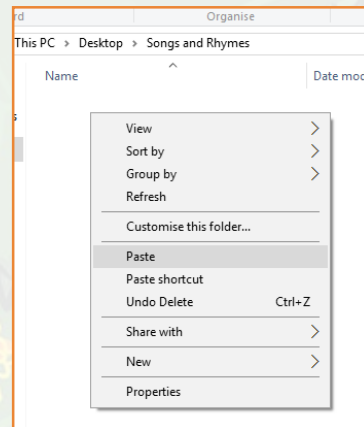 Organise
This PC > Desktop > Songs and Rhymes
Name Date mod
View
Sort by
Group by
Refresh
Customise this folder...
Paste
Paste shortcut
Undo Delete Ctrl+Z
Share with
New
Properties